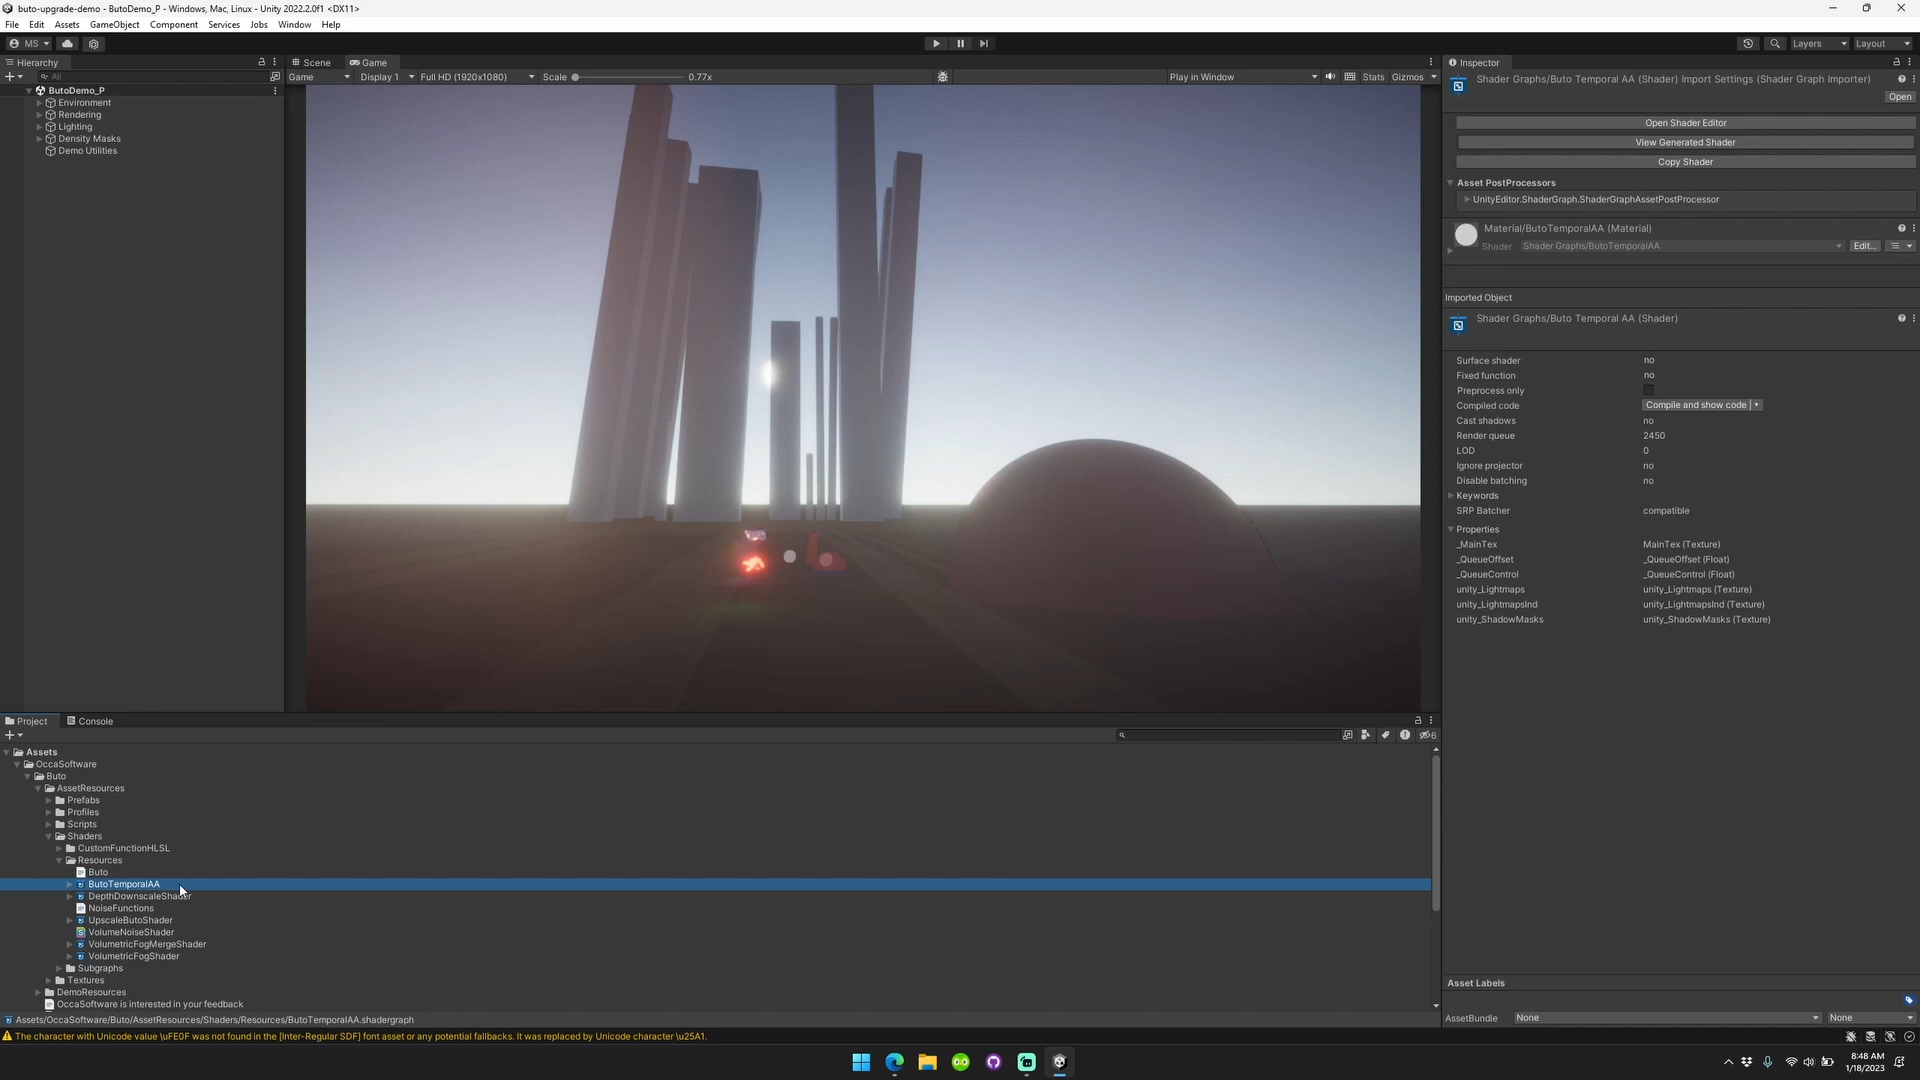 buto-upgrade-demo - ButoDemo_P - Windows, Mac, Linux - Unity 2022.2.0f1 <DX11>
File Edit Assets GameObject Component Services Jobs Window Help
MS Layers Layout
Hierarchy Scene Game Inspector
All Game Display 1 Full HD (1920x1080) Scale 0.77x Play in Window Stats Gizmos
Shader Graphs/Buto Temporal AA (Shader) Import Settings (Shader Graph Importer)
Open
ButoDemo_P
Environment
Rendering
Lighting
Density Masks
Demo Utilities
Open Shader Editor
View Generated Shader
Copy Shader
Asset PostProcessors
UnityEditor.ShaderGraph.ShaderGraphAssetPostProcessor
Material/ButoTemporalAA (Material)
Shader Shader Graphs/ButoTemporalAA Edit...
Imported Object
Shader Graphs/Buto Temporal AA (Shader)
Surface shader no
Fixed function no
Preprocess only
Compiled code Compile and show code
Cast shadows no
Render queue 2450
LOD 0
Ignore projector no
Disable batching no
Keywords
SRP Batcher compatible
Properties
_MainTex MainTex (Texture)
_QueueOffset _QueueOffset (Float)
_QueueControl _QueueControl (Float)
unity_Lightmaps unity_Lightmaps (Texture)
unity_LightmapsInd unity_LightmapsInd (Texture)
unity_ShadowMasks unity_ShadowMasks (Texture)
Project Console
6
Assets
OccaSoftware
Buto
AssetResources
Prefabs
Profiles
Scripts
Shaders
CustomFunctionHLSL
Resources
Buto
ButoTemporalAA
DepthDownscaleShader
NoiseFunctions
UpscaleButoShader
VolumeNoiseShader
VolumetricFogMergeShader
VolumetricFogShader
Subgraphs
Textures
DemoResources
OccaSoftware is interested in your feedback
Assets/OccaSoftware/Buto/AssetResources/Shaders/Resources/ButoTemporalAA.shadergraph
Asset Labels
AssetBundle None None
The character with Unicode value \uFE0F was not found in the [Inter-Regular SDF] font asset or any potential fallbacks. It was replaced by Unicode character \u25A1.
8:48 AM
1/18/2023